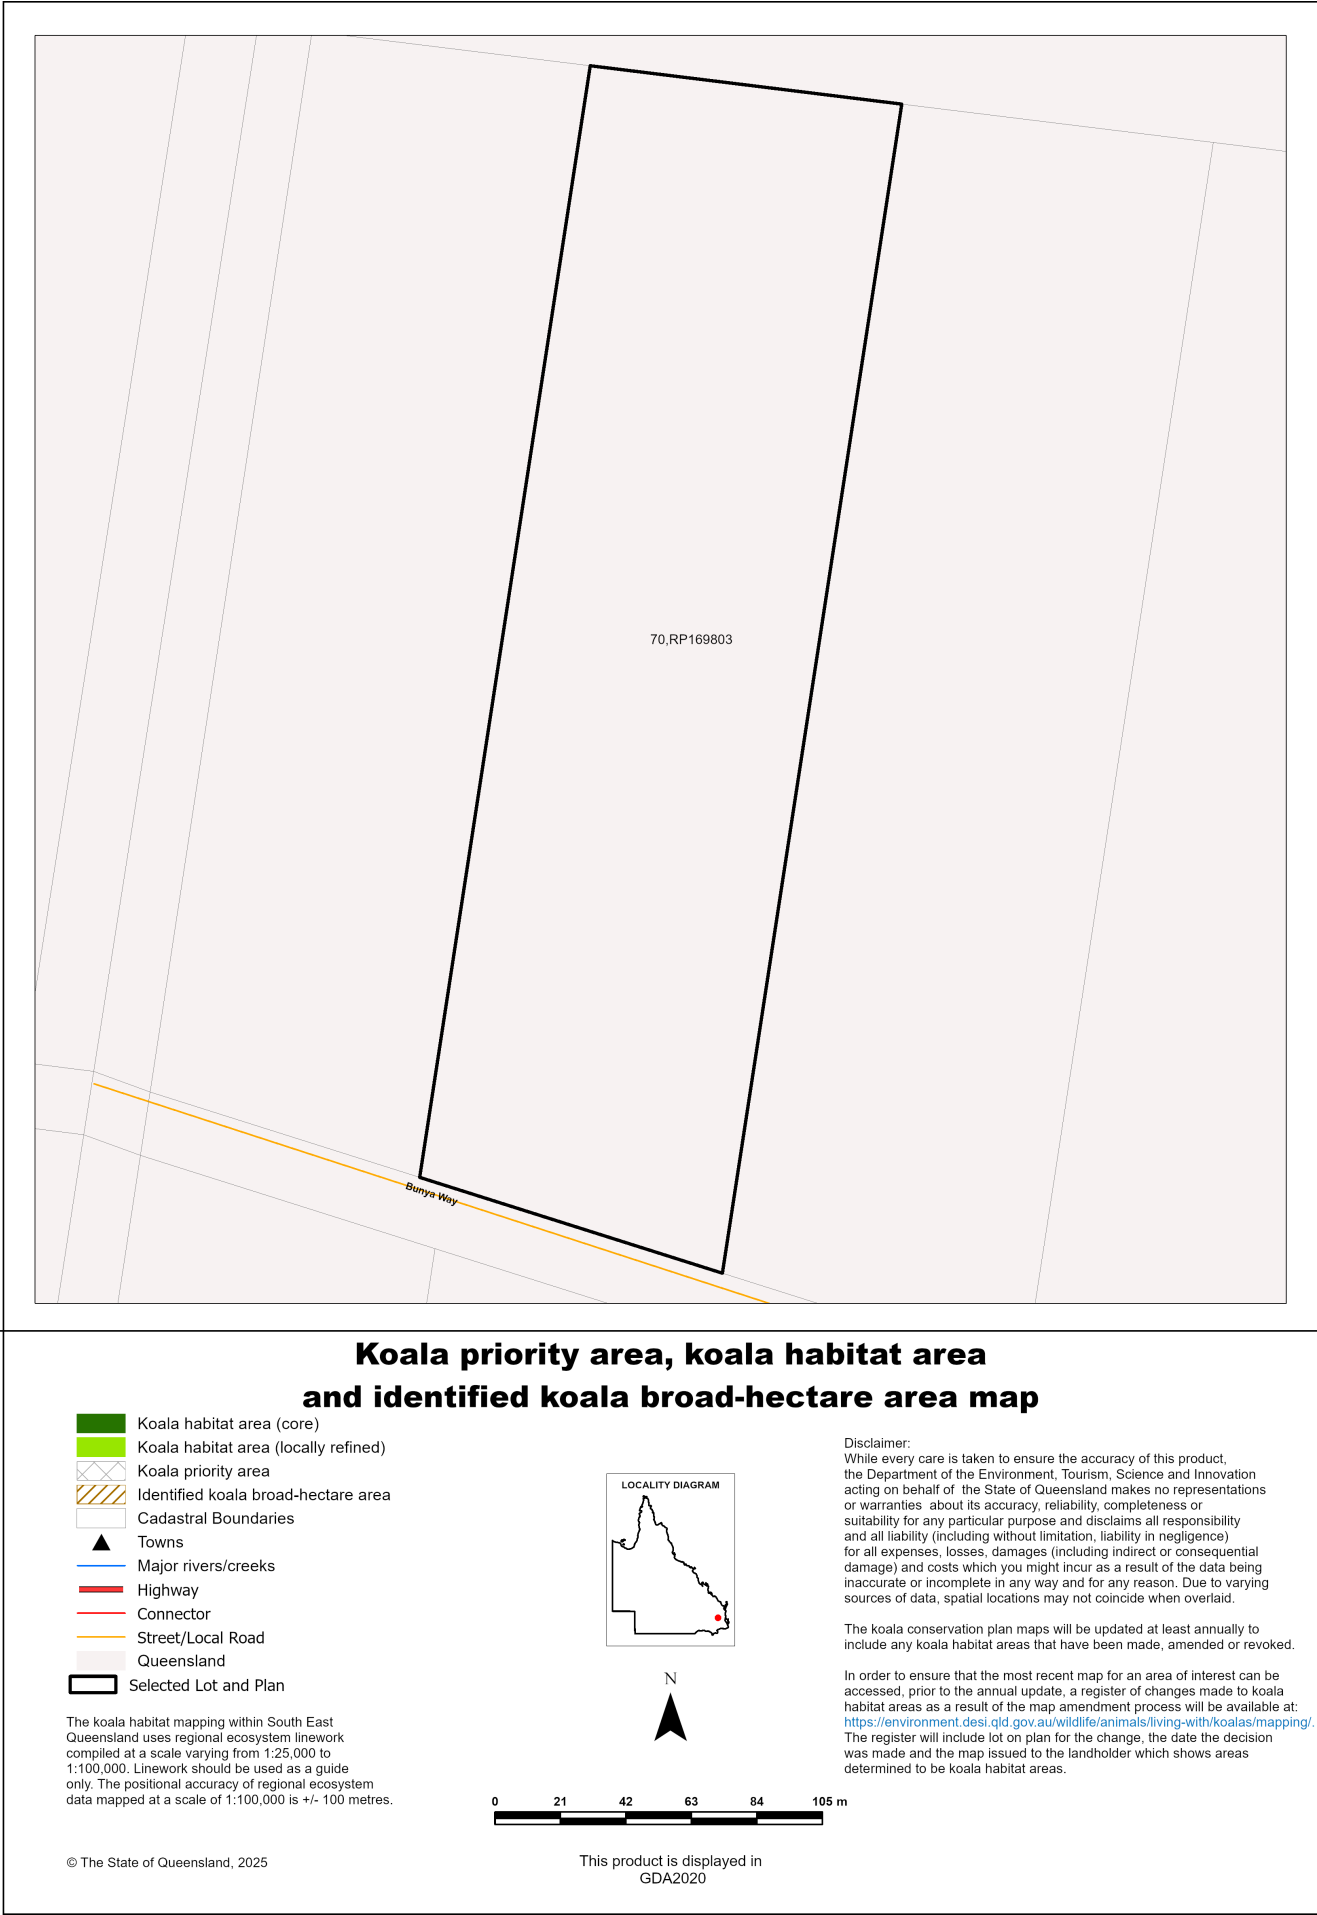 70,RP169803
Bunya Way
Koala priority area, koala habitat area
and identified koala broad-hectare area map
Koala habitat area (core)
Koala habitat area (locally refined)
Koala priority area
Identified koala broad-hectare area
Cadastral Boundaries
Towns
Major rivers/creeks
Highway
Connector
Street/Local Road
Queensland
Selected Lot and Plan
The koala habitat mapping within South East
Queensland uses regional ecosystem linework
compiled at a scale varying from 1:25,000 to
1:100,000. Linework should be used as a guide
only. The positional accuracy of regional ecosystem
data mapped at a scale of 1:100,000 is +/- 100 metres.
© The State of Queensland, 2025
LOCALITY DIAGRAM
N
0 21 42 63 84 105 m
This product is displayed in
GDA2020
Disclaimer:
While every care is taken to ensure the accuracy of this product,
the Department of the Environment, Tourism, Science and Innovation
acting on behalf of  the State of Queensland makes no representations
or warranties  about its accuracy, reliability, completeness or
suitability for any particular purpose and disclaims all responsibility
and all liability (including without limitation, liability in negligence)
for all expenses, losses, damages (including indirect or consequential
damage) and costs which you might incur as a result of the data being
inaccurate or incomplete in any way and for any reason. Due to varying
sources of data, spatial locations may not coincide when overlaid.
The koala conservation plan maps will be updated at least annually to
include any koala habitat areas that have been made, amended or revoked.
In order to ensure that the most recent map for an area of interest can be
accessed, prior to the annual update, a register of changes made to koala
habitat areas as a result of the map amendment process will be available at:
https://environment.desi.qld.gov.au/wildlife/animals/living-with/koalas/mapping/.
The register will include lot on plan for the change, the date the decision
was made and the map issued to the landholder which shows areas
determined to be koala habitat areas.